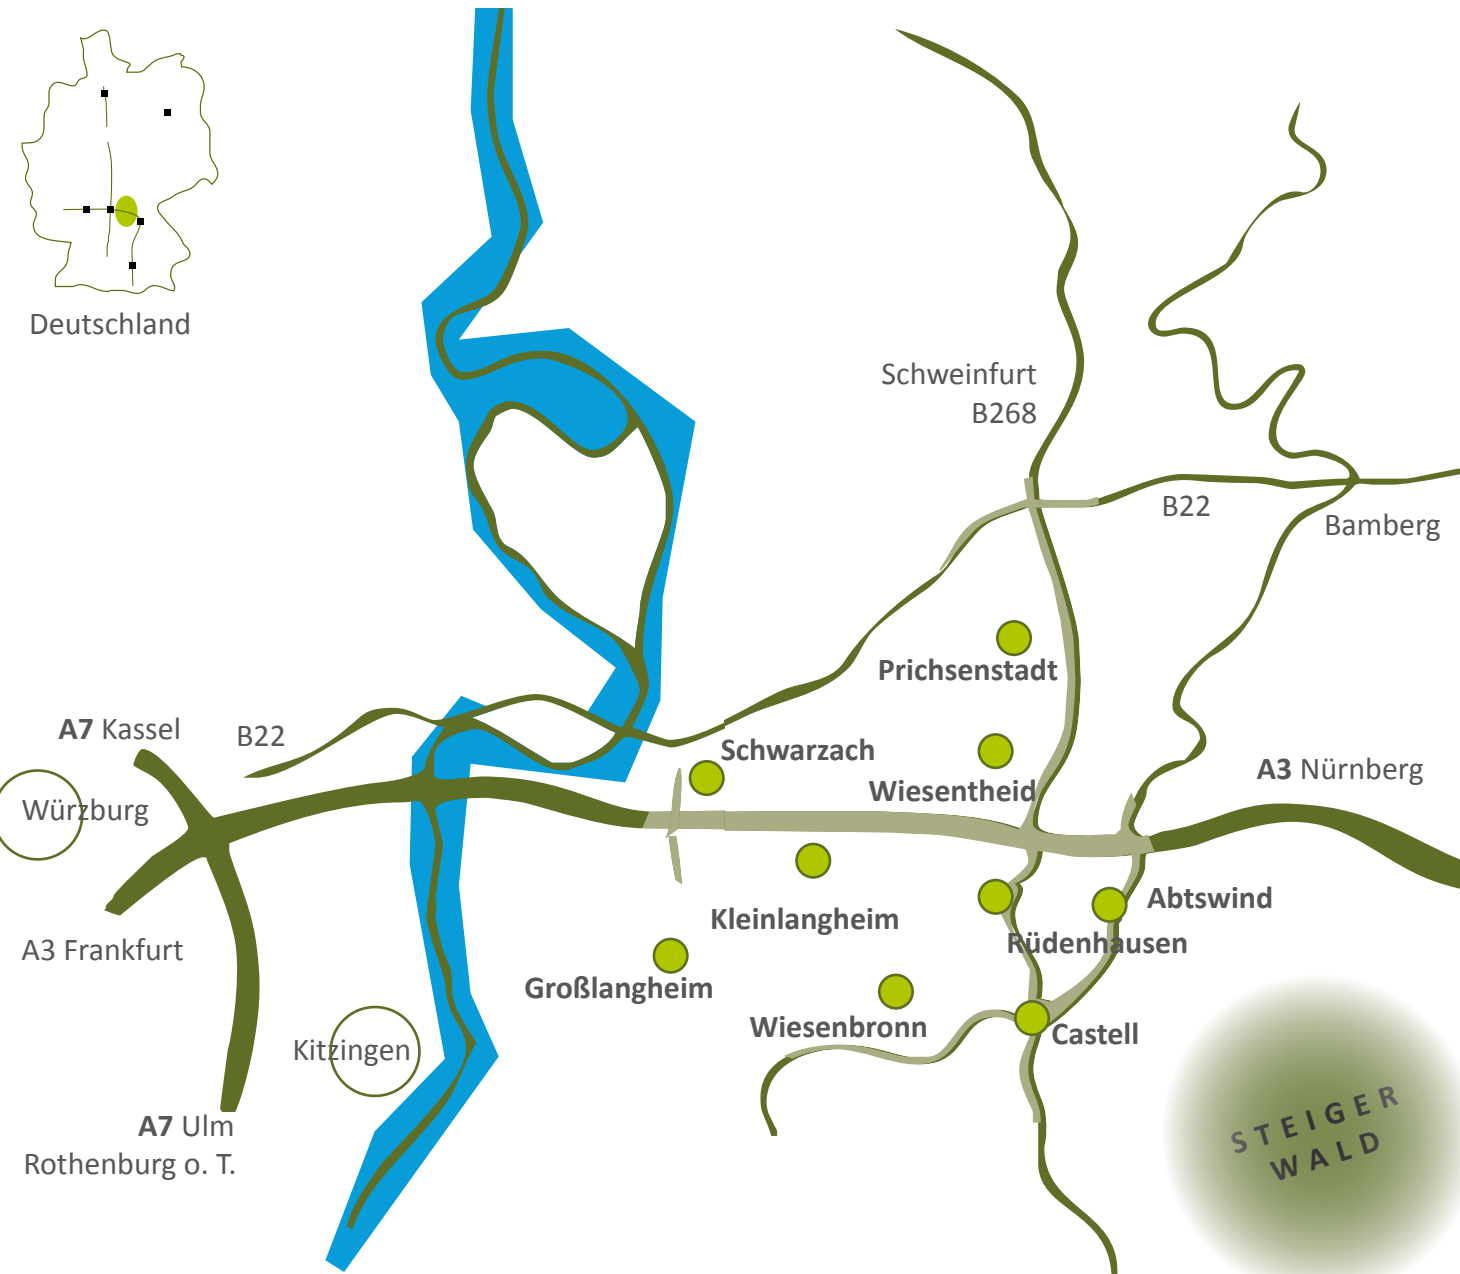 Deutschland
Schweinfurt
B268
B22
Bamberg
Prichsenstadt
A7 Kassel
B22
Schwarzach
Wiesentheid
A3 Nürnberg
Würzburg
Kleinlangheim
Abtswind
Rüdenhausen
A3 Frankfurt
Großlangheim
Wiesenbronn
Castell
Kitzingen
A7 Ulm
Rothenburg o. T.
STEIGER
WALD